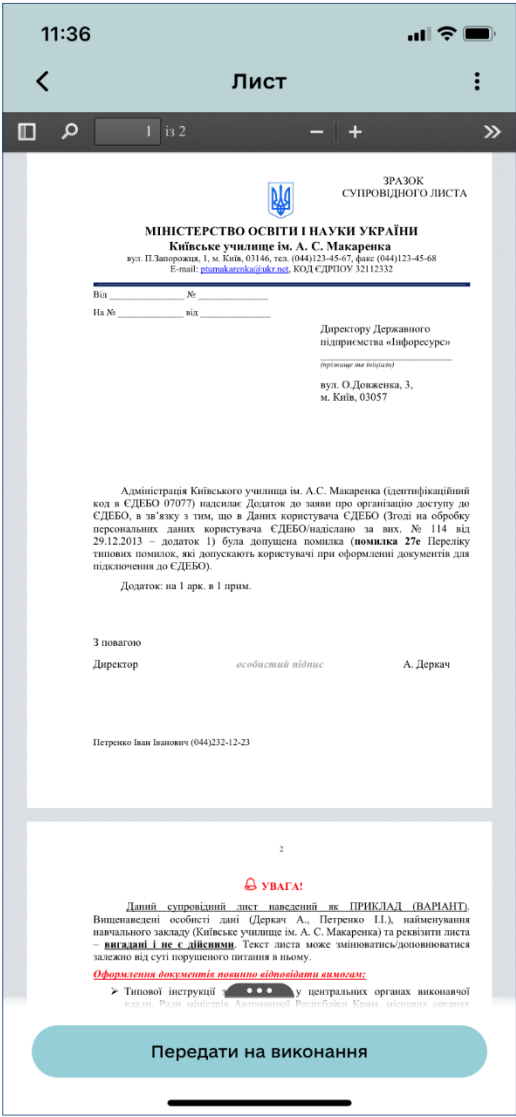 11:36
Лист
1 із 2
ЗРАЗОК
СУПРОВІДНОГО ЛИСТА
МІНІСТЕРСТВО ОСВІТИ І НАУКИ УКРАЇНИ
Київське училище ім. А. С. Макаренка
вул. П.Запорожця, 1, м. Київ, 03146, тел. (044)123-45-67, факс (044)123-45-68
E-mail: ptumakarenka@ukr.net, КОД ЄДРПОУ 32112332
Від № 
На № від
Директору Державного
підприємства «Інфоресурс»
(прізвище та ініціали)
вул. О.Довженка, 3,
м. Київ, 03057
Адміністрація Київського училища ім. А.С. Макаренка (ідентифікаційний
код в ЄДЕБО 07077) надсилає Додаток до заяви про організацію доступу до
ЄДЕБО, в зв’язку з тим, що в Даних користувача ЄДЕБО (Згоді на обробку
персональних даних користувача ЄДЕБО/надіслано за вих. № 114 від
29.12.2013 – додаток 1) була допущена помилка (помилка 27е Переліку
типових помилок, які допускають користувачі при оформленні документів для
підключення до ЄДЕБО).
Додаток: на 1 арк. в 1 прим.
З повагою
Директор особистий підпис А. Деркач
Петренко Іван Іванович (044)232-12-23
2
УВАГА!
Даний супровідний лист наведений як ПРИКЛАД (ВАРІАНТ).
Вищенаведені особисті дані (Деркач А., Петренко І.І.), найменування
навчального закладу (Київське училище ім. А. С. Макаренка) та реквізити листа
– вигадані і не є дійсними. Текст листа може змінюватись/доповнюватися
залежно від суті порушеного питання в ньому.
Оформлення документів повинно відповідати вимогам:
➢ Типової інструкції з у центральних органах виконавчої
влади, Раді міністрів Автономної Республіки Крим, місцевих органах
Передати на виконання